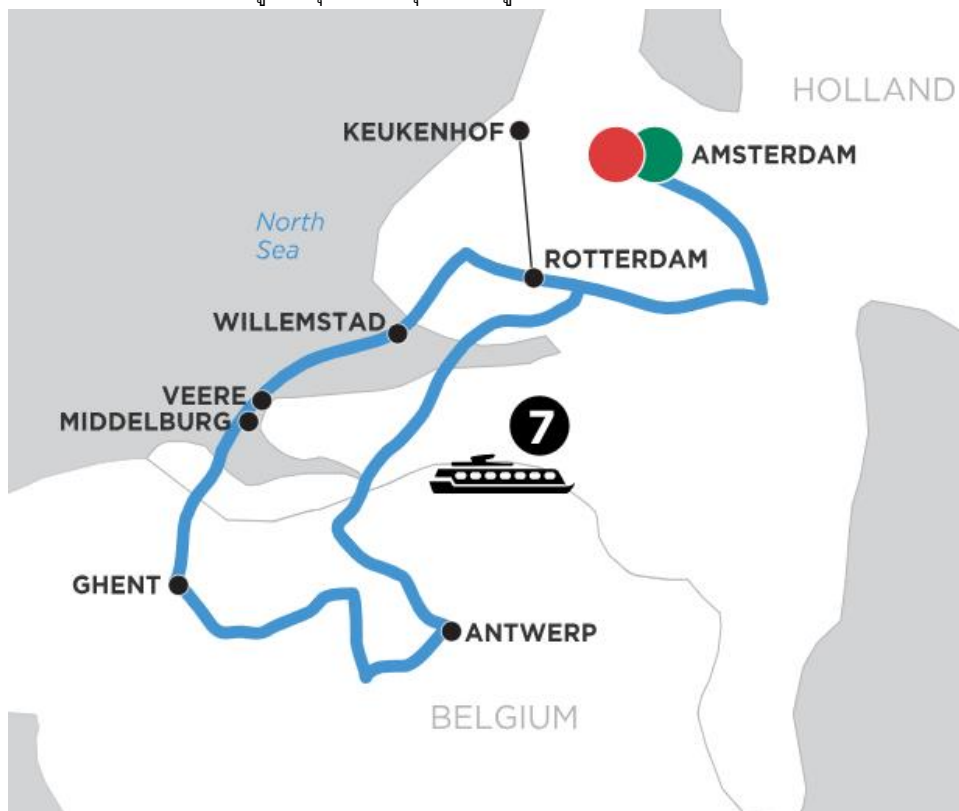 HOLLAND
KEUKENHOF
AMSTERDAM
North
Sea
ROTTERDAM
WILLEMSTAD
VEERE
MIDDELBURG
7
GHENT
ANTWERP
BELGIUM